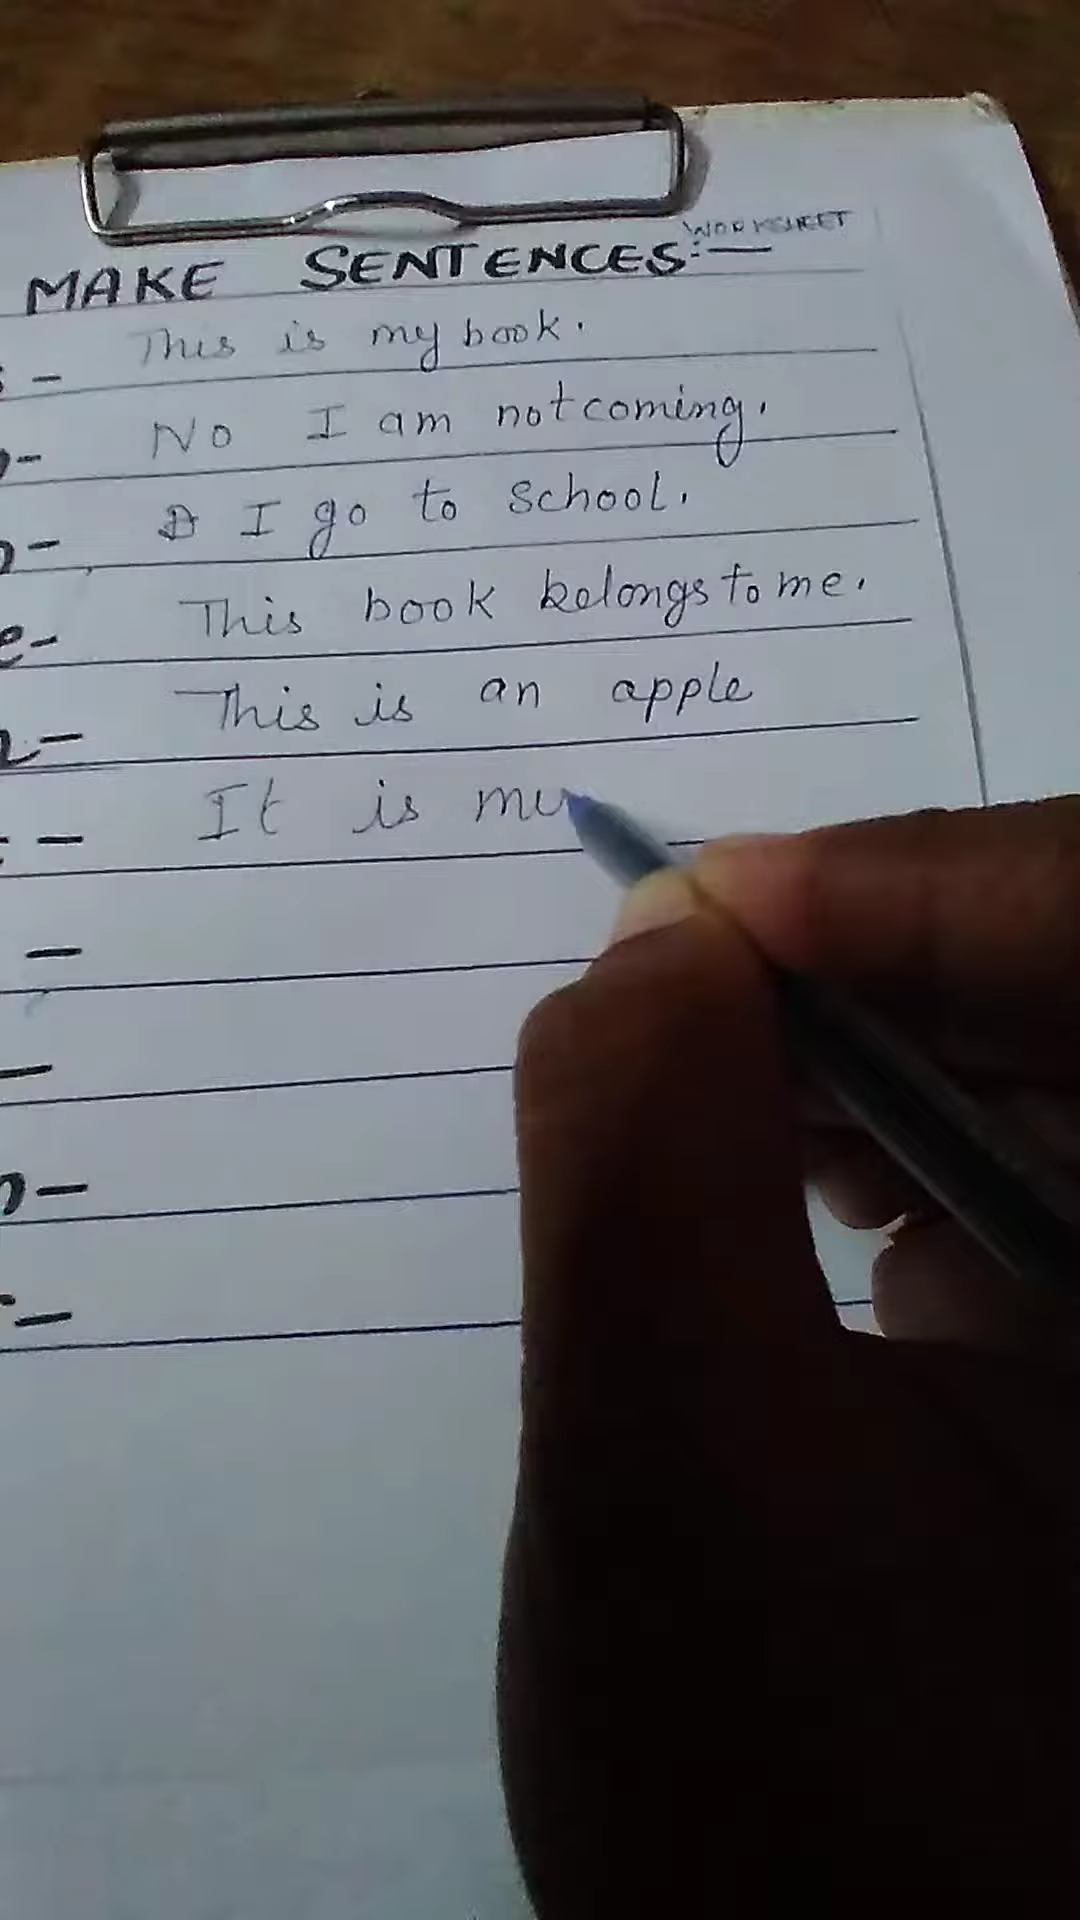 WORKSHEET
MAKE SENTENCES:—
s - This is my book.
o- No I am not coming.
o- I go to school.
e- This book belongs to me.
n- This is an apple
t - It is my
-
-
n-
r-